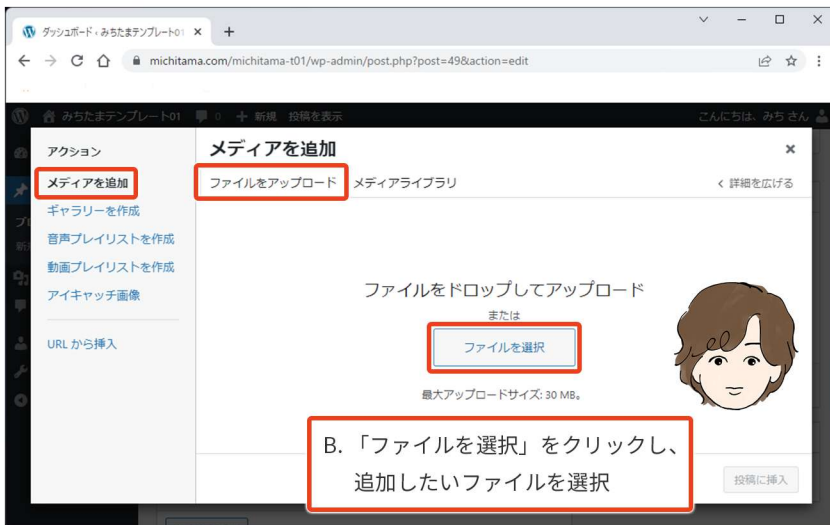 ダッシュボード ‹ みちたまテンプレート01
michitama.com/michitama-t01/wp-admin/post.php?post=49&action=edit
みちたまテンプレート01 0 新規 投稿を表示 こんにちは、みち さん
アクション
メディアを追加
ギャラリーを作成
音声プレイリストを作成
動画プレイリストを作成
アイキャッチ画像
URL から挿入
メディアを追加
ファイルをアップロード メディアライブラリ
詳細を広げる
ファイルをドロップしてアップロード
または
ファイルを選択
最大アップロードサイズ: 30 MB。
B. 「ファイルを選択」をクリックし、
追加したいファイルを選択
投稿に挿入